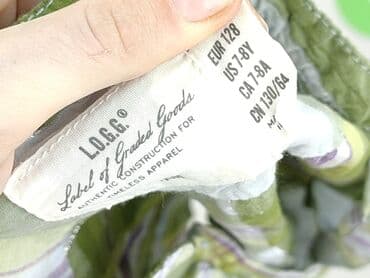 L.O.G.G.®
Label of Graded Goods
AUTHENTIC CONSTRUCTION FOR
TIMELESS APPAREL
EUR 128
US 7-8Y
CA 7-8A
CN 130/64